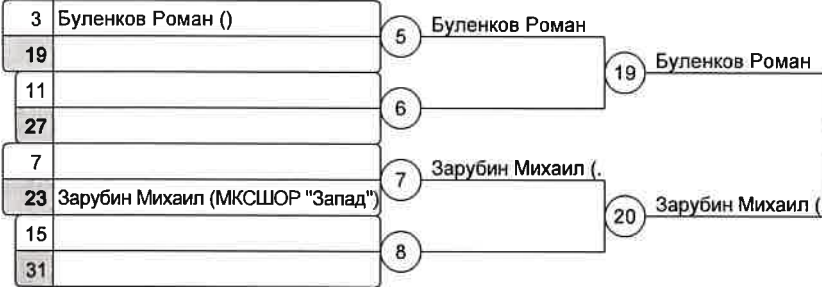 3 Буленков Роман ()
5 Буленков Роман
19
19 Буленков Роман
11
6
27
7
7 Зарубин Михаил (.
23 Зарубин Михаил (МКСШОР "Запад")
20 Зарубин Михаил (
15
8
31